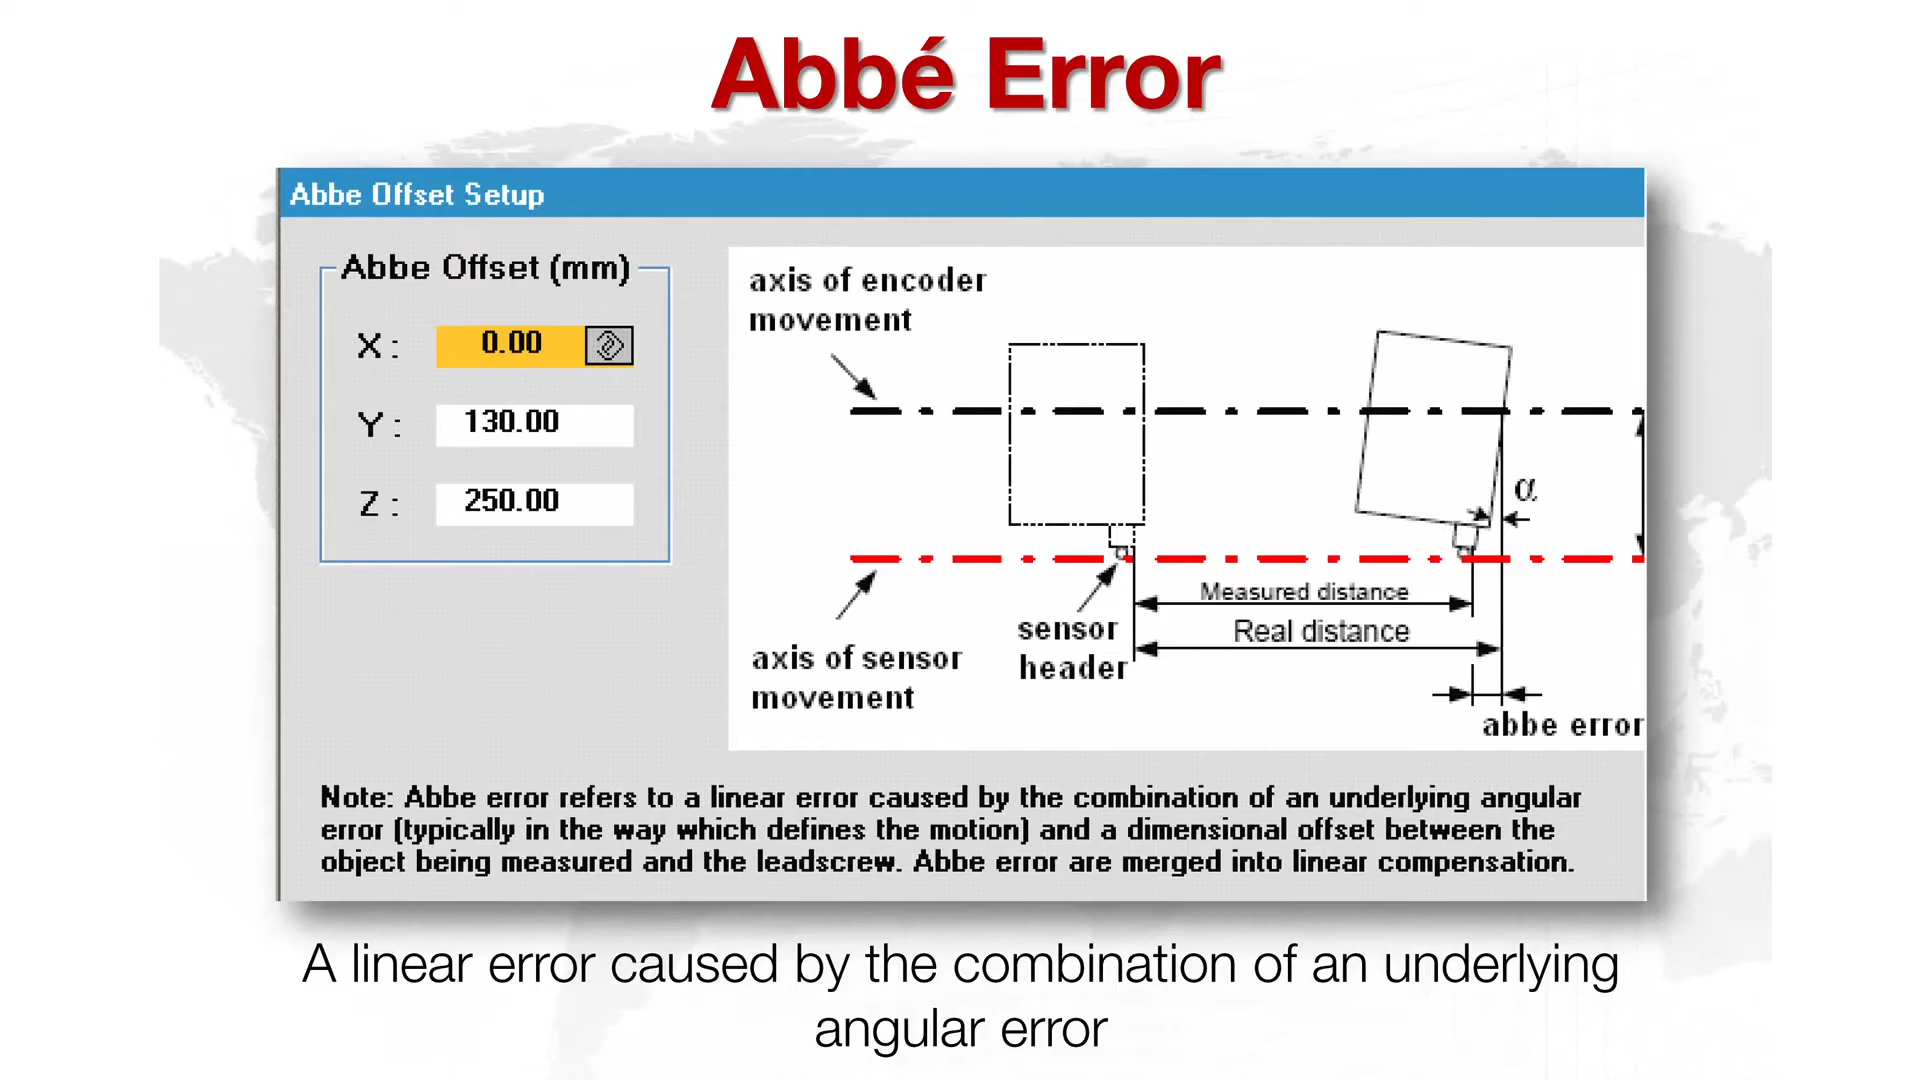 Abbé Error
Abbe Offset Setup
Abbe Offset (mm)
X : 0.00
Y : 130.00
Z : 250.00
axis of encoder
movement
α
Measured distance
Real distance
sensor
header
axis of sensor
movement
abbe error
Note: Abbe error refers to a linear error caused by the combination of an underlying angular
error (typically in the way which defines the motion) and a dimensional offset between the
object being measured and the leadscrew. Abbe error are merged into linear compensation.
A linear error caused by the combination of an underlying
angular error